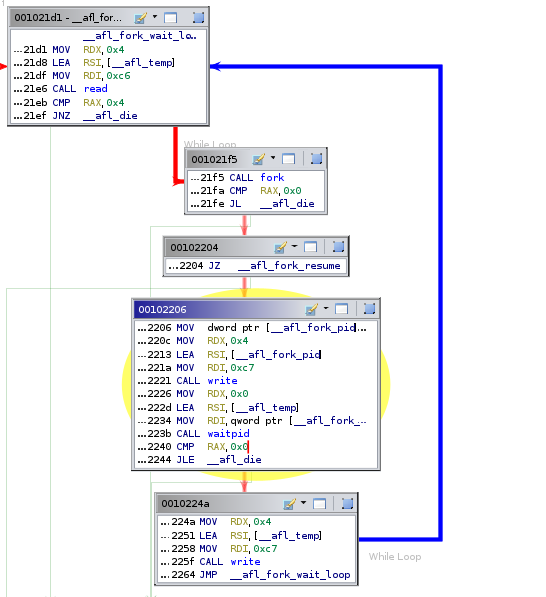 001021d1 - __afl_for...
__afl_fork_wait_lo...
...21d1 MOV RDX,0x4
...21d8 LEA RSI,[__afl_temp]
...21df MOV RDI,0xc6
...21e6 CALL read
...21eb CMP RAX,0x4
...21ef JNZ __afl_die
While Loop
001021f5
...21f5 CALL fork
...21fa CMP RAX,0x0
...21fe JL __afl_die
00102204
...2204 JZ __afl_fork_resume
00102206
...2206 MOV dword ptr [__afl_fork_pid...
...220c MOV RDX,0x4
...2213 LEA RSI,[__afl_fork_pid]
...221a MOV RDI,0xc7
...2221 CALL write
...2226 MOV RDX,0x0
...222d LEA RSI,[__afl_temp]
...2234 MOV RDI,qword ptr [__afl_fork_...
...223b CALL waitpid
...2240 CMP RAX,0x0
...2244 JLE __afl_die
0010224a
...224a MOV RDX,0x4
...2251 LEA RSI,[__afl_temp]
...2258 MOV RDI,0xc7
...225f CALL write
...2264 JMP __afl_fork_wait_loop
While Loop